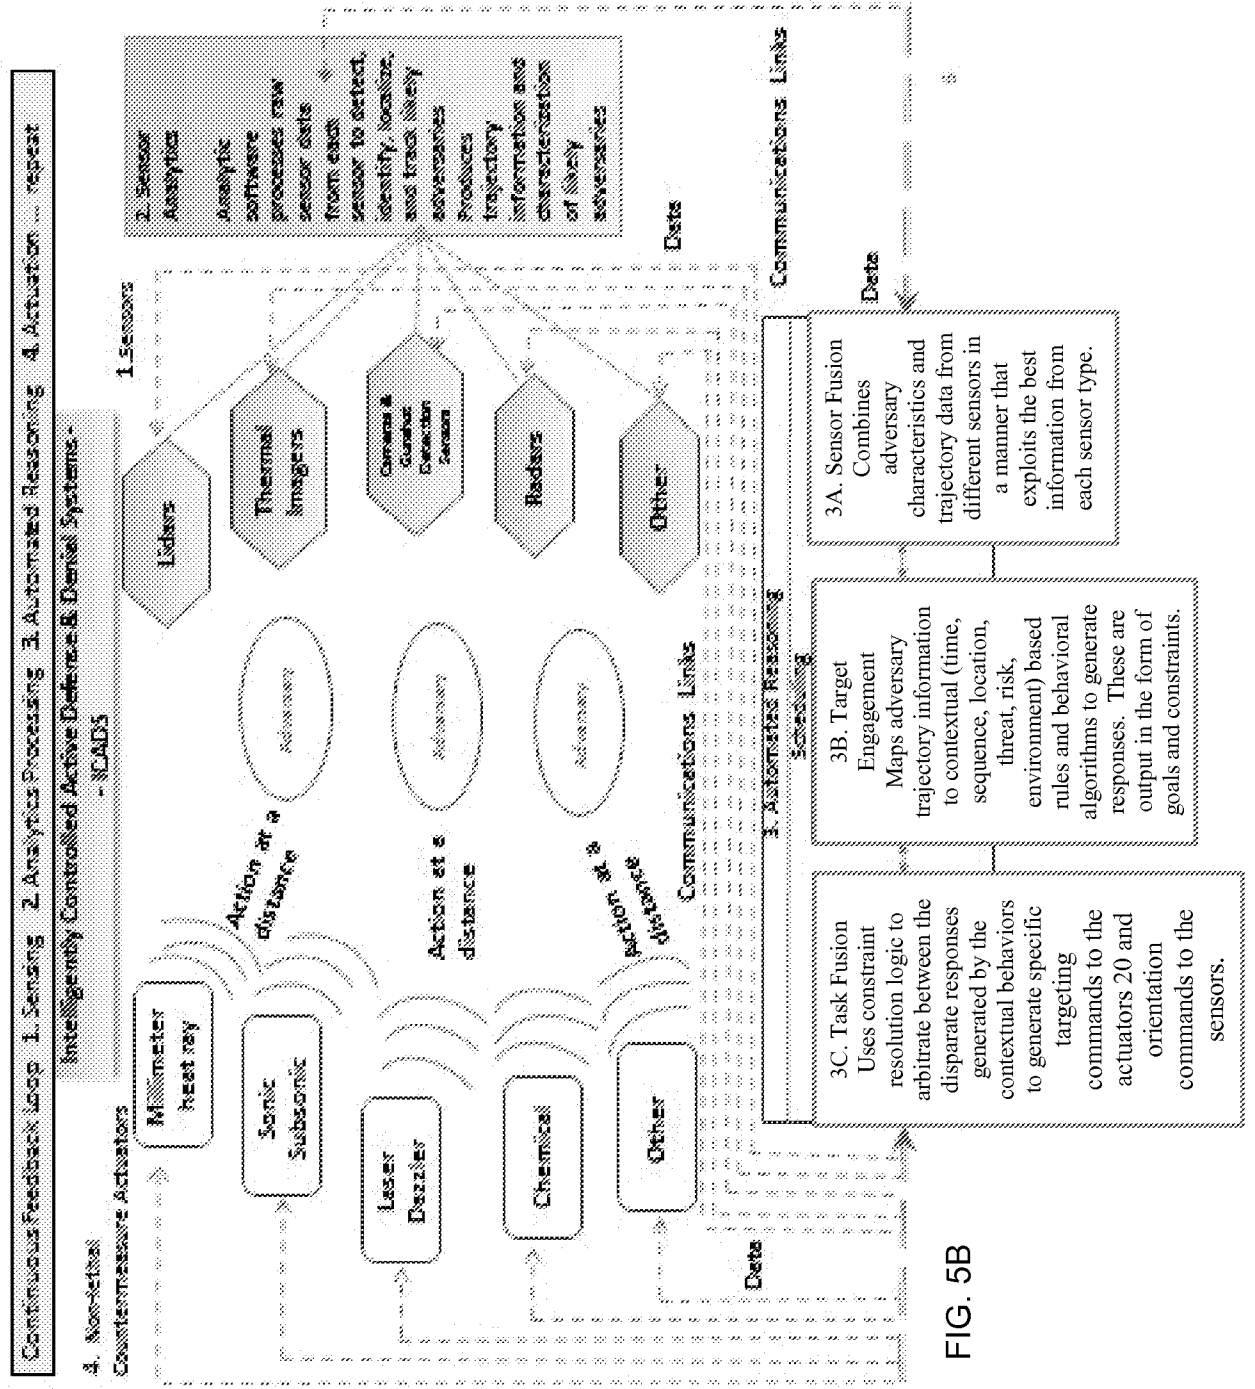 Continuous Feedback Loop 1. Sensing 2. Analytics Processing 3. Automated Reasoning 4. Actuation ... repeat
Intelligently Controlled Active Defense & Denial Systems -
- ICADS
4. Non-lethal
Countermeasure Actuators
1. Sensors
Millimeter
heat ray
Sonic
Subsonic
Laser
Dazzler
Chemical
Other
Action at a
distance
Action at a
distance
Action at a
distance
Adversary
Adversary
Adversary
Lidars
Thermal
Imagers
Camera &
Gunshot
Detection
Sensors
Radars
Other
2. Sensor
Analytics
Analytic
software
processes raw
sensor data
from each
sensor to detect,
identify, localize,
and track likely
adversaries
Produces
trajectory
information and
characterization
of likely
adversaries
Data
Communications Links
Communications Links
Data
Data
3. Automated Reasoning
Scheduling
3C. Task Fusion
Uses constraint
resolution logic to
arbitrate between the
disparate responses
generated by the
contextual behaviors
to generate specific
targeting
commands to the
actuators 20 and
orientation
commands to the
sensors.
3B. Target
Engagement
Maps adversary
trajectory information
to contextual (time,
sequence, location,
threat, risk,
environment) based
rules and behavioral
algorithms to generate
responses. These are
output in the form of
goals and constraints.
3A. Sensor Fusion
Combines
adversary
characteristics and
trajectory data from
different sensors in
a manner that
exploits the best
information from
each sensor type.
FIG. 5B